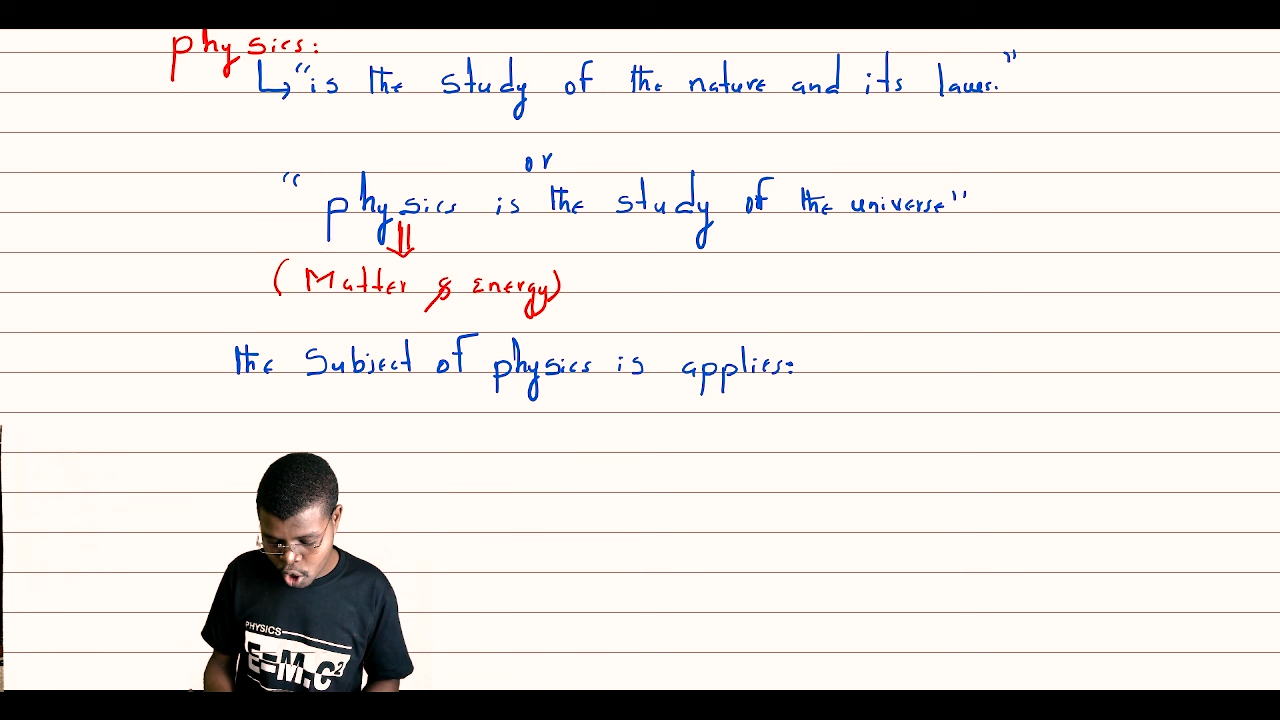 physics:
"is the study of the nature and its laws."
or
"physics is the study of the universe"
(Matter & Energy)
the Subject of physics is applies:
PHYSICS
E=M.C²